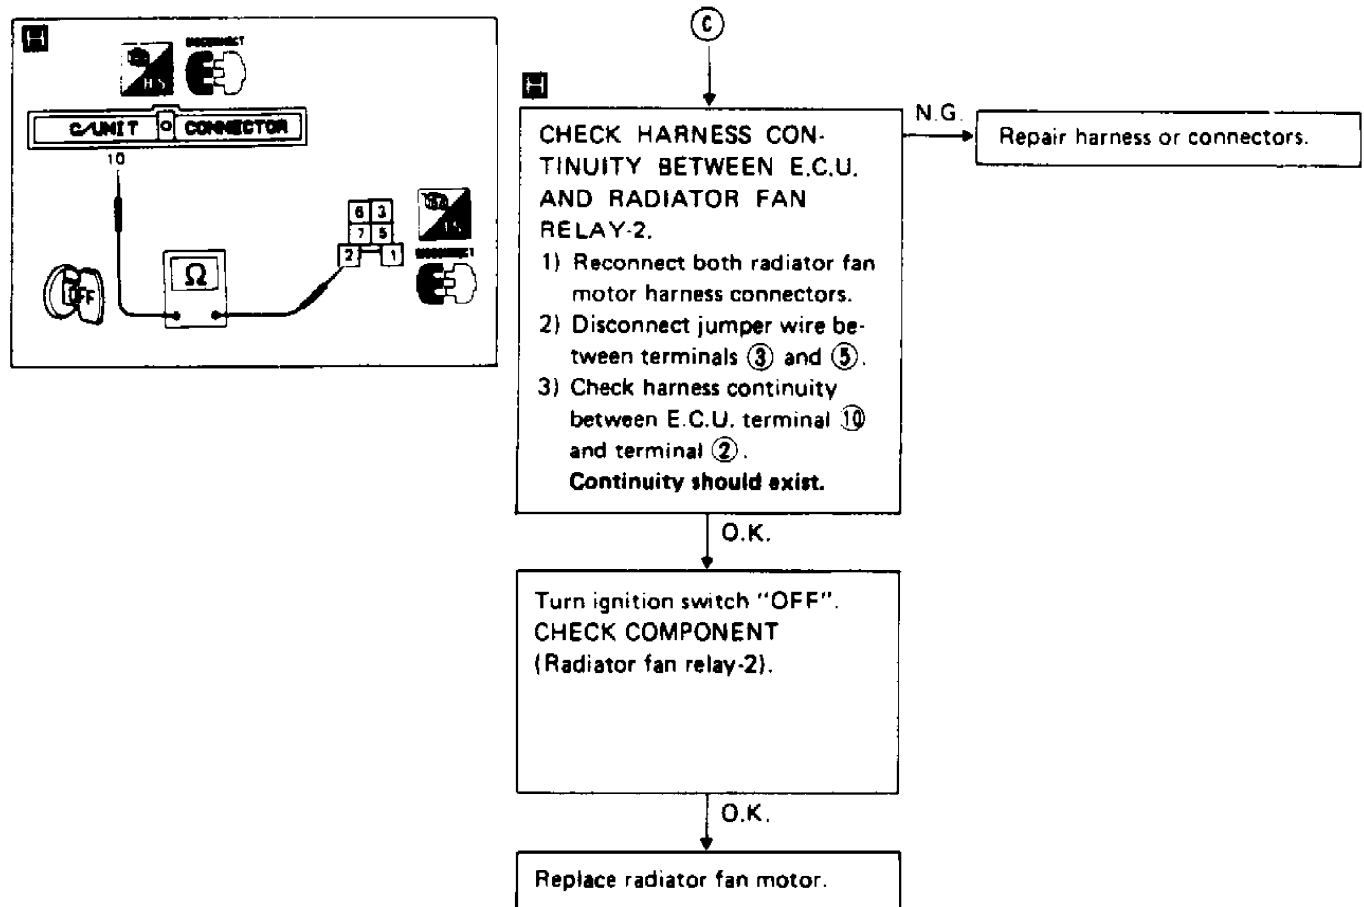 H
DISCONNECT
H.S
C/UNIT CONNECTOR
10
6 3
7 5
2 1
DISCONNECT
Ω
OFF
C
H
CHECK HARNESS CON-
TINUITY BETWEEN E.C.U.
AND RADIATOR FAN
RELAY-2.
1) Reconnect both radiator fan
motor harness connectors.
2) Disconnect jumper wire be-
tween terminals ③ and ⑤.
3) Check harness continuity
between E.C.U. terminal ⑩
and terminal ②.
Continuity should exist.
N.G.
Repair harness or connectors.
O.K.
Turn ignition switch "OFF".
CHECK COMPONENT
(Radiator fan relay-2).
O.K.
Replace radiator fan motor.